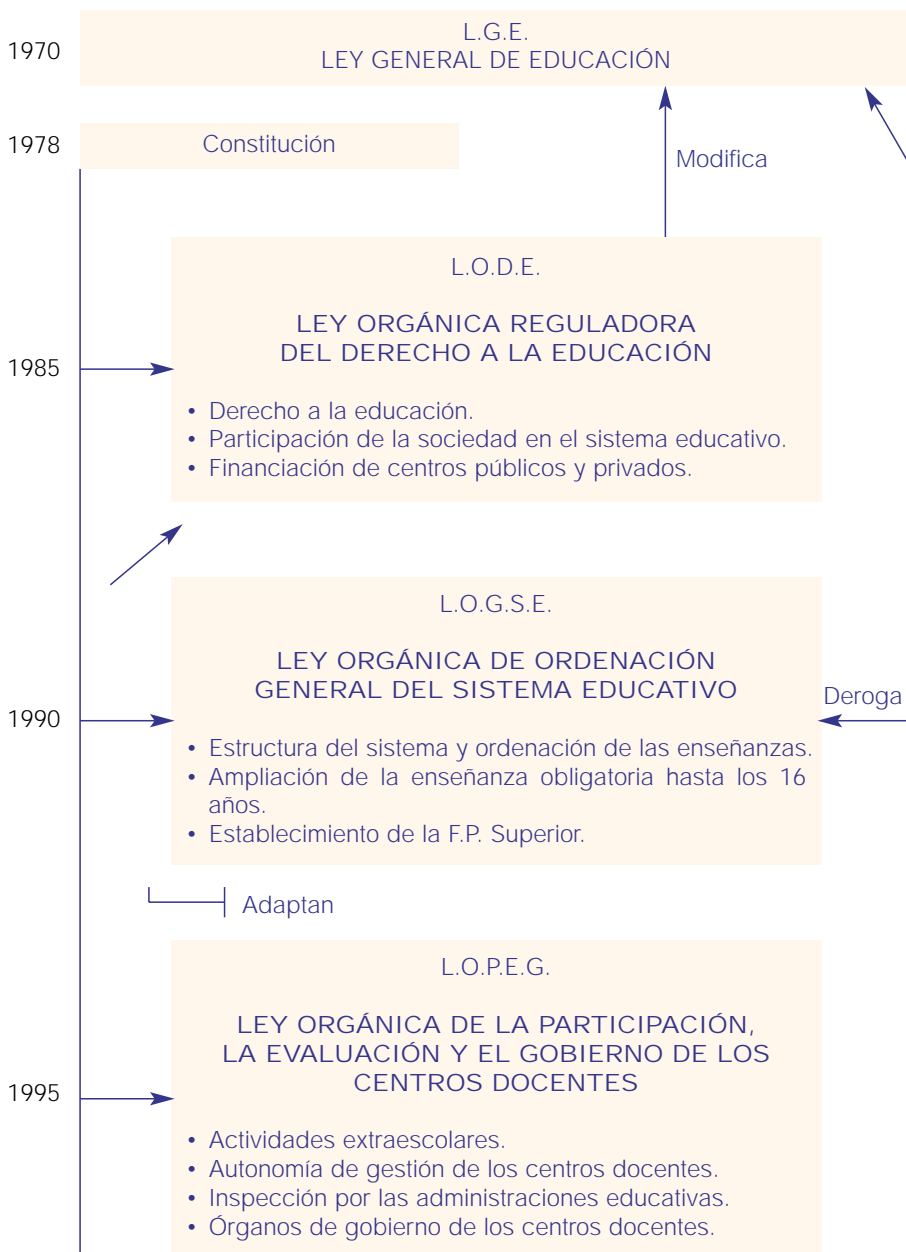 1970
L.G.E.
LEY GENERAL DE EDUCACIÓN
1978
Constitución
Modifica
L.O.D.E.
LEY ORGÁNICA REGULADORA
DEL DERECHO A LA EDUCACIÓN
1985
• Derecho a la educación.
• Participación de la sociedad en el sistema educativo.
• Financiación de centros públicos y privados.
L.O.G.S.E.
LEY ORGÁNICA DE ORDENACIÓN
GENERAL DEL SISTEMA EDUCATIVO
Deroga
1990
• Estructura del sistema y ordenación de las enseñanzas.
• Ampliación de la enseñanza obligatoria hasta los 16
años.
• Establecimiento de la F.P. Superior.
Adaptan
L.O.P.E.G.
LEY ORGÁNICA DE LA PARTICIPACIÓN,
LA EVALUACIÓN Y EL GOBIERNO DE LOS
CENTROS DOCENTES
1995
• Actividades extraescolares.
• Autonomía de gestión de los centros docentes.
• Inspección por las administraciones educativas.
• Órganos de gobierno de los centros docentes.